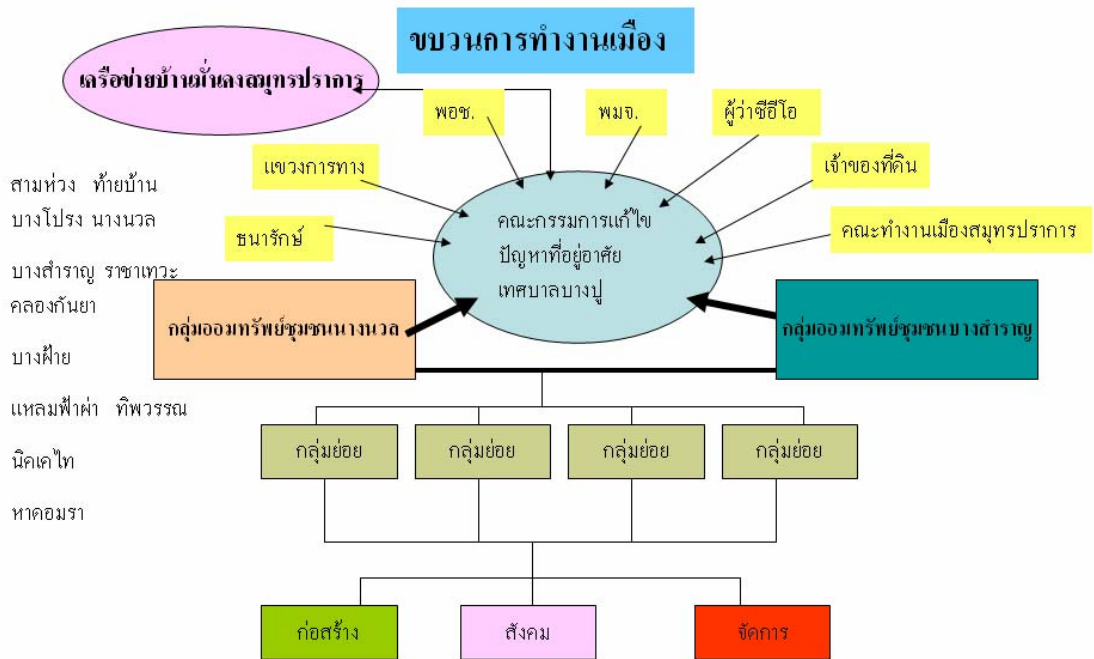 ขบวนการทำงานเมือง
เครือข่ายบ้านมั่นคงสมุทรปราการ
พอช.
พมจ.
ผู้ว่าซีอีโอ
แขวงการทาง
เจ้าของที่ดิน
ธนารักษ์
คณะทำงานเมืองสมุทรปราการ
คณะกรรมการแก้ไข
ปัญหาที่อยู่อาศัย
เทศบาลบางปู
สามห่วง ท้ายบ้าน
บางโปรง นางนวล
บางสำราญ ราชาเทวะ
คลองกันยา
บางฝ้าย
แหลมฟ้าผ่า ทิพวรรณ
นิคเคไท
หาดอมรา
กลุ่มออมทรัพย์ชุมชนนางนวล
กลุ่มออมทรัพย์ชุมชนบางสำราญ
กลุ่มย่อย
กลุ่มย่อย
กลุ่มย่อย
กลุ่มย่อย
ก่อสร้าง
สังคม
จัดการ